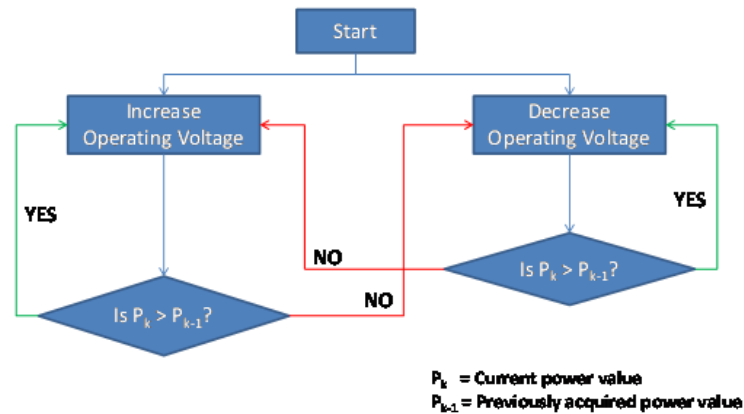 Start
Increase
Operating Voltage
Decrease
Operating Voltage
YES
YES
NO
Is Pₖ > Pₖ₋₁?
NO
Is Pₖ > Pₖ₋₁?
Pₖ = Current power value
Pₖ₋₁ = Previously acquired power value